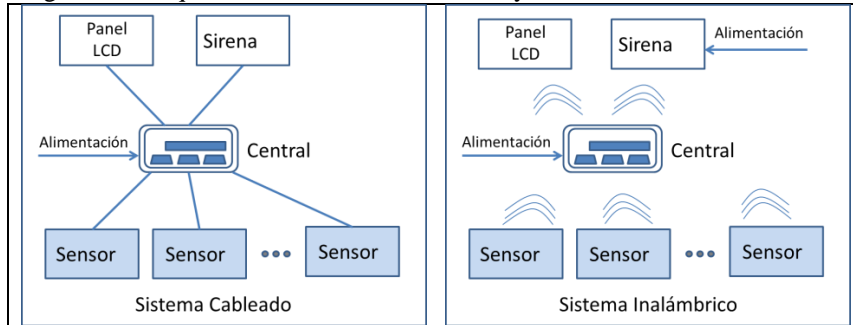 Panel
LCD
Sirena
Alimentación
Central
Sensor
Sensor
Sensor
Sistema Cableado
Panel
LCD
Sirena
Alimentación
Alimentación
Central
Sensor
Sensor
Sensor
Sistema Inalámbrico